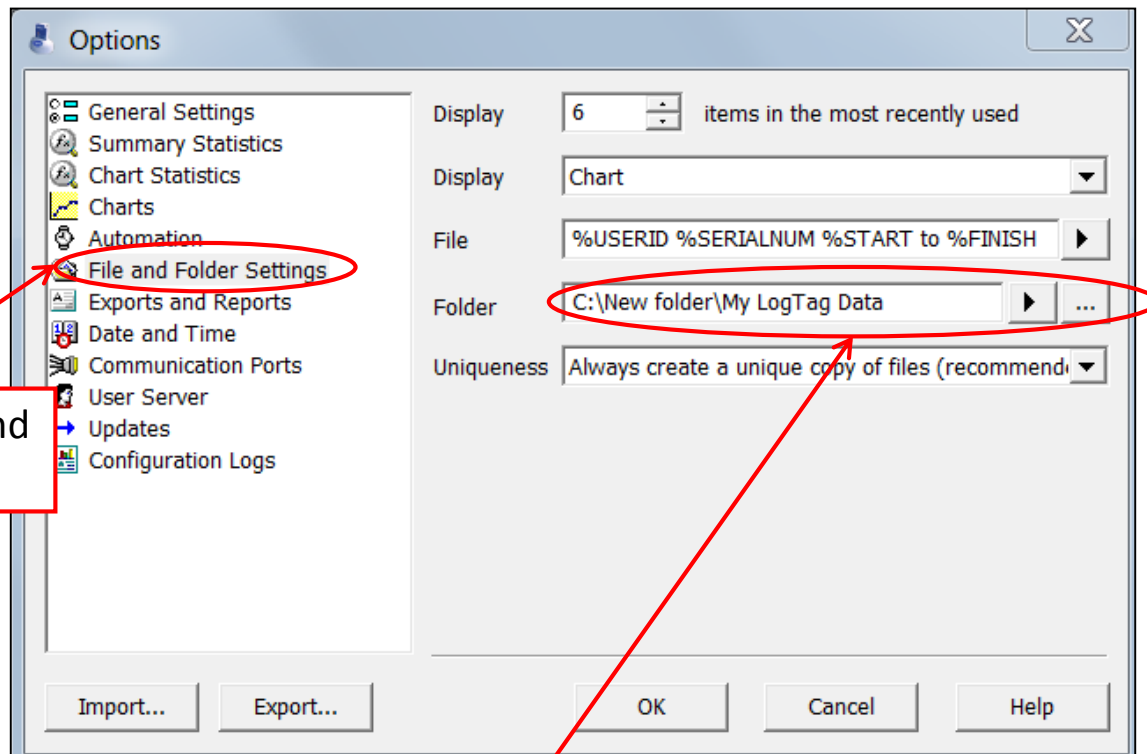 Options
General Settings
Summary Statistics
Chart Statistics
Charts
Automation
File and Folder Settings
Exports and Reports
Date and Time
Communication Ports
User Server
Updates
Configuration Logs
nd
Display 6 items in the most recently used
Display Chart
File %USERID %SERIALNUM %START to %FINISH
Folder C:\New folder\My LogTag Data ...
Uniqueness Always create a unique copy of files (recommend
Import... Export... OK Cancel Help